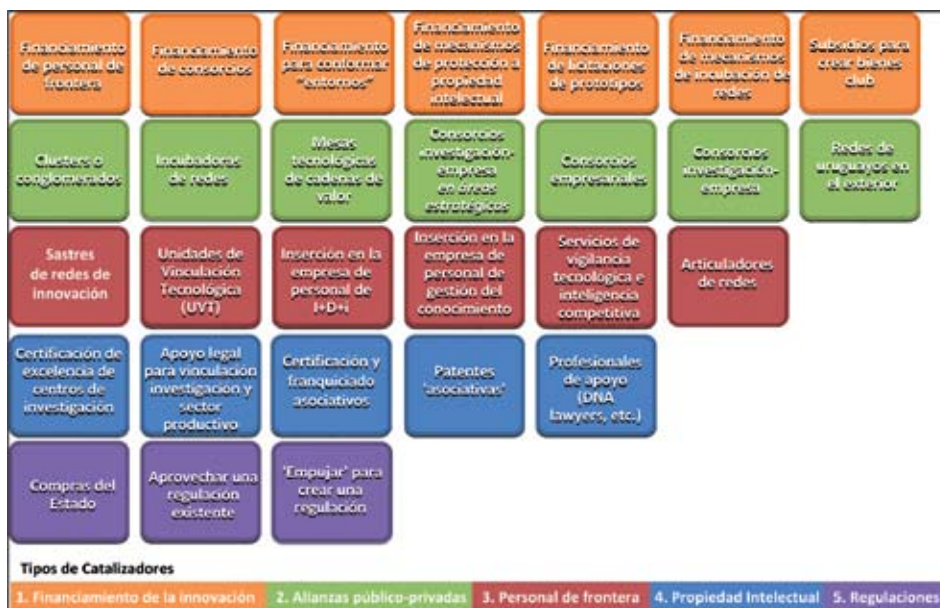 Financiamiento
de personal de
frontera
Financiamiento
de consorcios
Financiamiento
para conformar
"entornos"
Financiamiento
de mecanismos
de protección a
propiedad
intelectual
Financiamiento
de licitaciones
de prototipos
Financiamiento
de mecanismos
de incubación de
redes
Subsidios para
crear bienes
club
Clusters o
conglomerados
Incubadoras
de redes
Mesas
tecnológicas
de cadenas de
valor
Consorcios
investigación-
empresa
en áreas
estratégicos
Consorcios
empresariales
Consorcios
investigación-
empresa
Redes de
uruguayos en
el exterior
Sastres
de redes de
innovación
Unidades de
Vinculación
Tecnológica
(UVT)
Inserción en la
empresa de
personal de
I+D+i
Inserción en la
empresa de
personal de
gestión del
conocimiento
Servicios de
vigilancia
tecnologica e
inteligencia
competitiva
Articuladores
de redes
Certificación de
excelencia de
centros de
investigación
Apoyo legal
para vinculación
investigación y
sector
productivo
Certificación y
franquiciado
asociativos
Patentes
'asociativas'
Profesionales
de apoyo
(DNA
lawyers, etc.)
Compras del
Estado
Aprovechar una
regulación
existente
'Empujar' para
crear una
regulación
Tipos de Catalizadores
1. Financiamiento de la innovación 2. Alianzas público-privadas 3. Personal de frontera 4. Propiedad Intelectual 5. Regulaciones